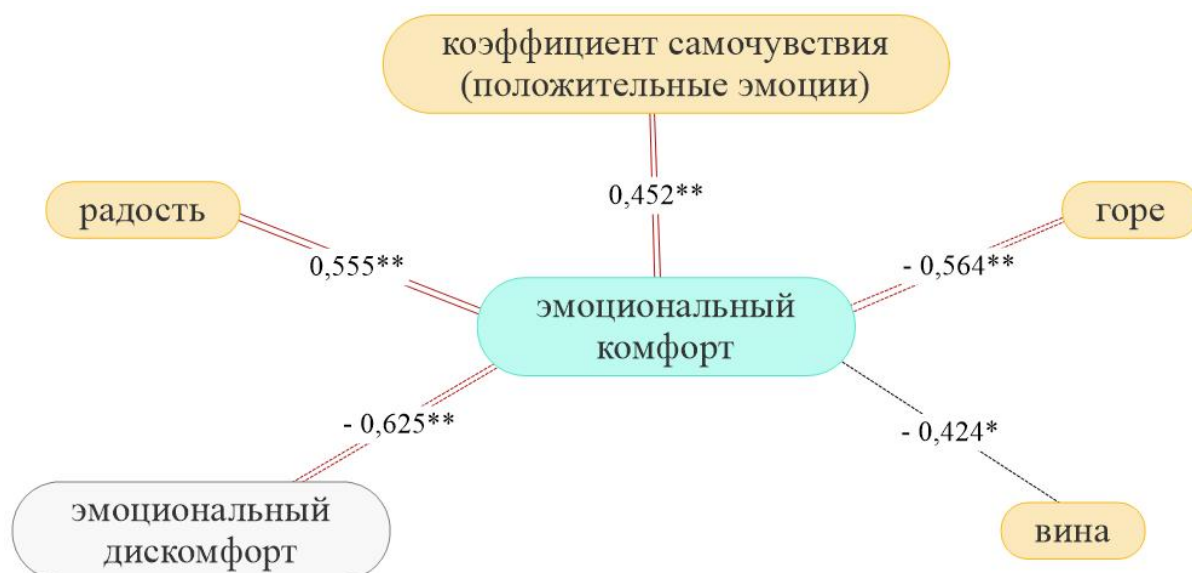 коэффициент самочувствия
(положительные эмоции)
0,452**
радость
горе
0,555**
- 0,564**
эмоциональный
комфорт
- 0,625**
- 0,424*
эмоциональный
дискомфорт
вина